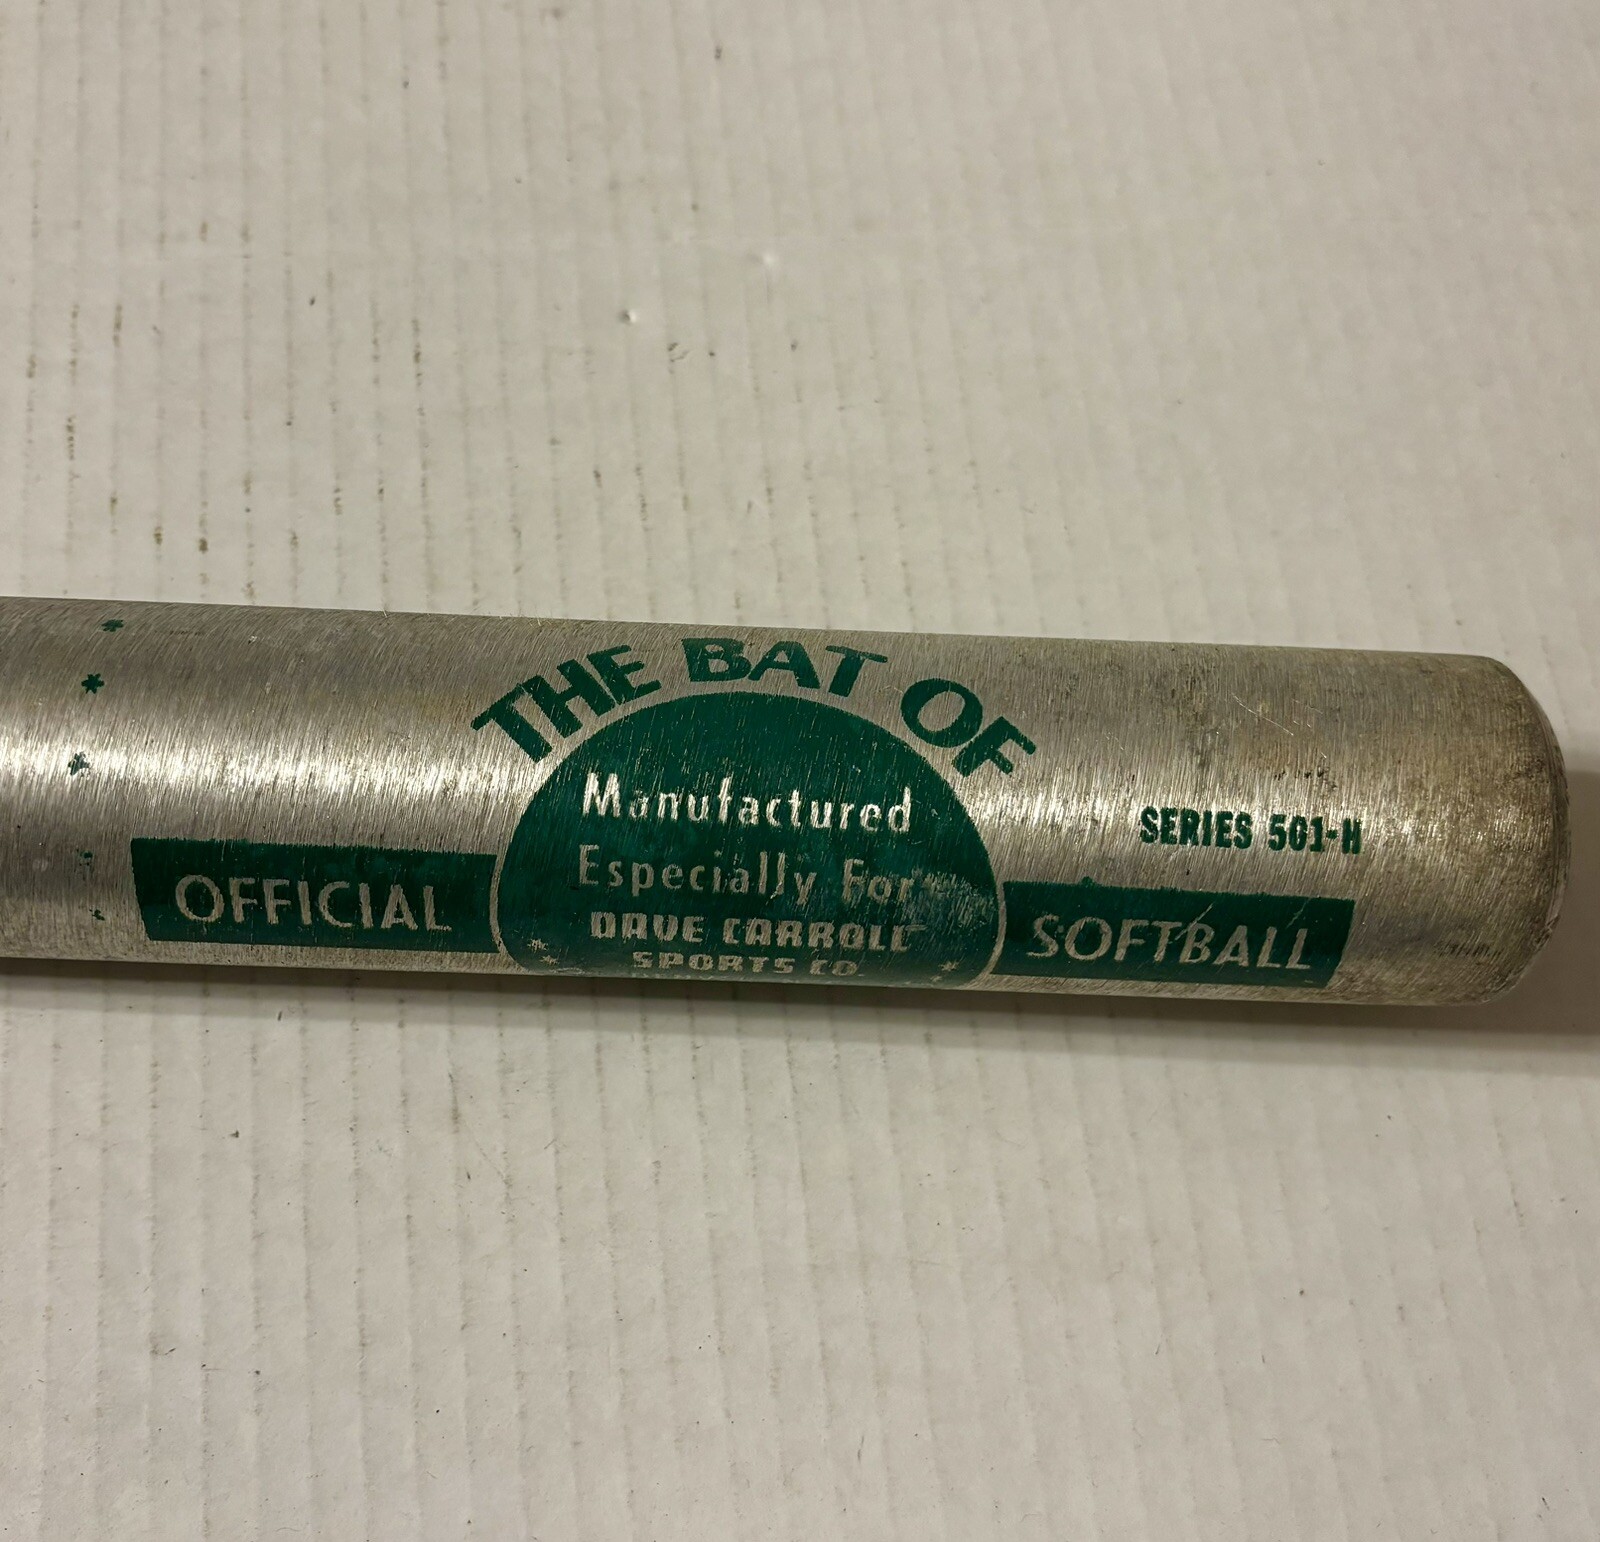 THE BAT OF
Manufactured
Especially For
DAVE CARROLL
SPORTS CO.
OFFICIAL
SOFTBALL
SERIES 501-H